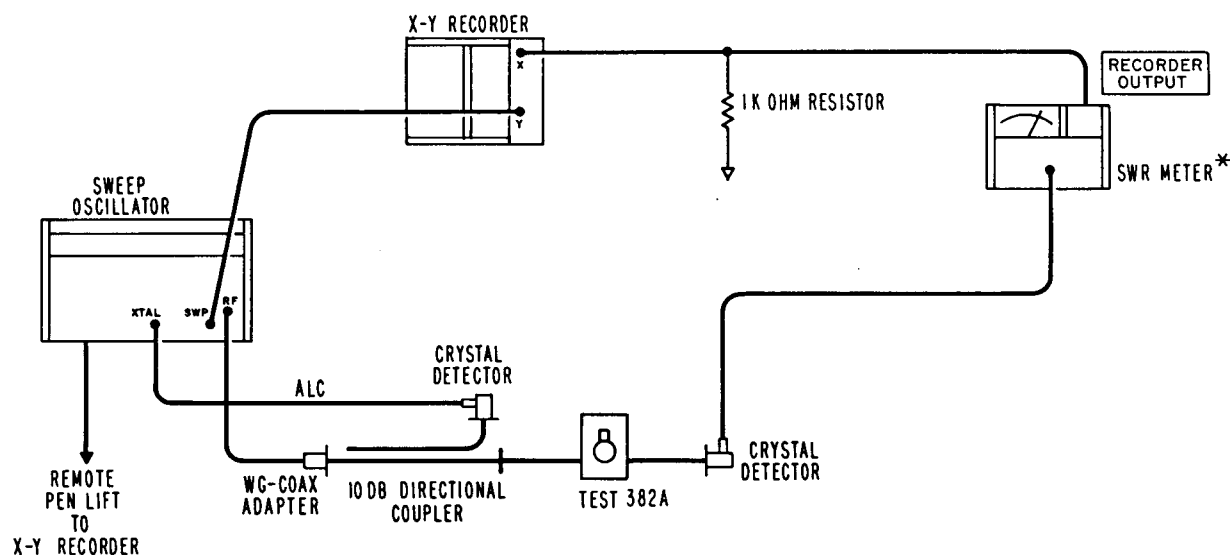 X-Y RECORDER
X
Y
1K OHM RESISTOR
RECORDER
OUTPUT
SWR METER*
SWEEP
OSCILLATOR
XTAL
SWP
RF
ALC
CRYSTAL
DETECTOR
REMOTE
PEN LIFT
TO
X-Y RECORDER
WG-COAX
ADAPTER
10 DB DIRECTIONAL
COUPLER
TEST 382A
CRYSTAL
DETECTOR